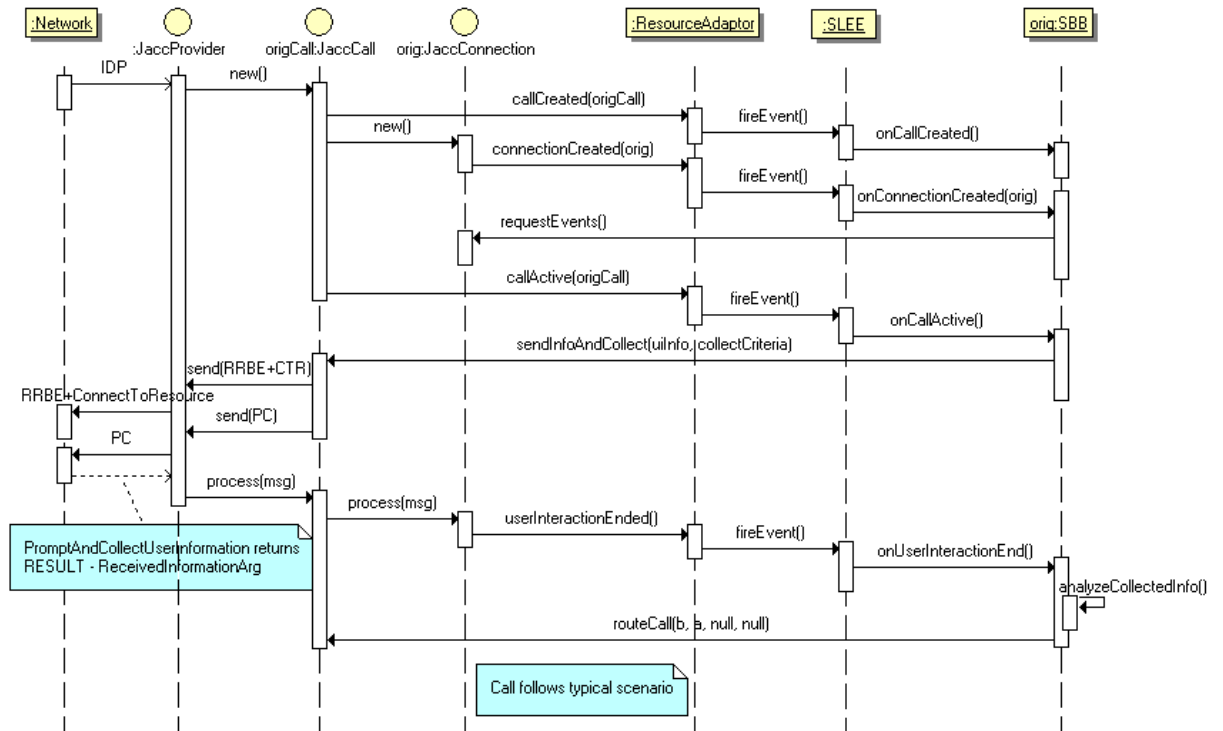 :Network
:JaccProvider
origCall:JaccCall
orig:JaccConnection
:ResourceAdaptor
:SLEE
orig:SBB
IDP
new()
callCreated(origCall)
fireEvent()
onCallCreated()
new()
connectionCreated(orig)
fireEvent()
onConnectionCreated(orig)
requestEvents()
callActive(origCall)
fireEvent()
onCallActive()
sendInfoAndCollect(uiInfo, collectCriteria)
send(RRBE+CTR)
RRBE+ConnectToResource
send(PC)
PC
process(msg)
process(msg)
userInteractionEnded()
fireEvent()
onUserInteractionEnd()
PromptAndCollectUserInformation returns
RESULT - ReceivedInformationArg
analyzeCollectedInfo()
routeCall(b, a, null, null)
Call follows typical scenario